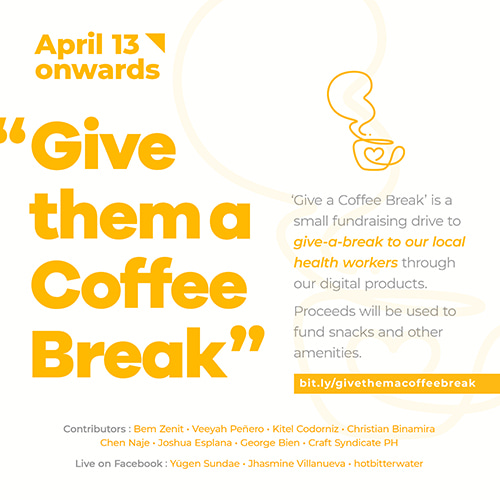 April 13
onwards
“Give
them a
Coffee
Break”
‘Give a Coffee Break’ is a
small fundraising drive to
give-a-break to our local
health workers through
our digital products.
Proceeds will be used to
fund snacks and other
amenities.
bit.ly/givethemacoffeebreak
Contributors : Bem Zenit • Veeyah Peñero • Kitel Codorniz • Christian Binamira
Chen Naje • Joshua Esplana • George Bien • Craft Syndicate PH
Live on Facebook : Yügen Sundae • Jhasmine Villanueva • hotbitterwater